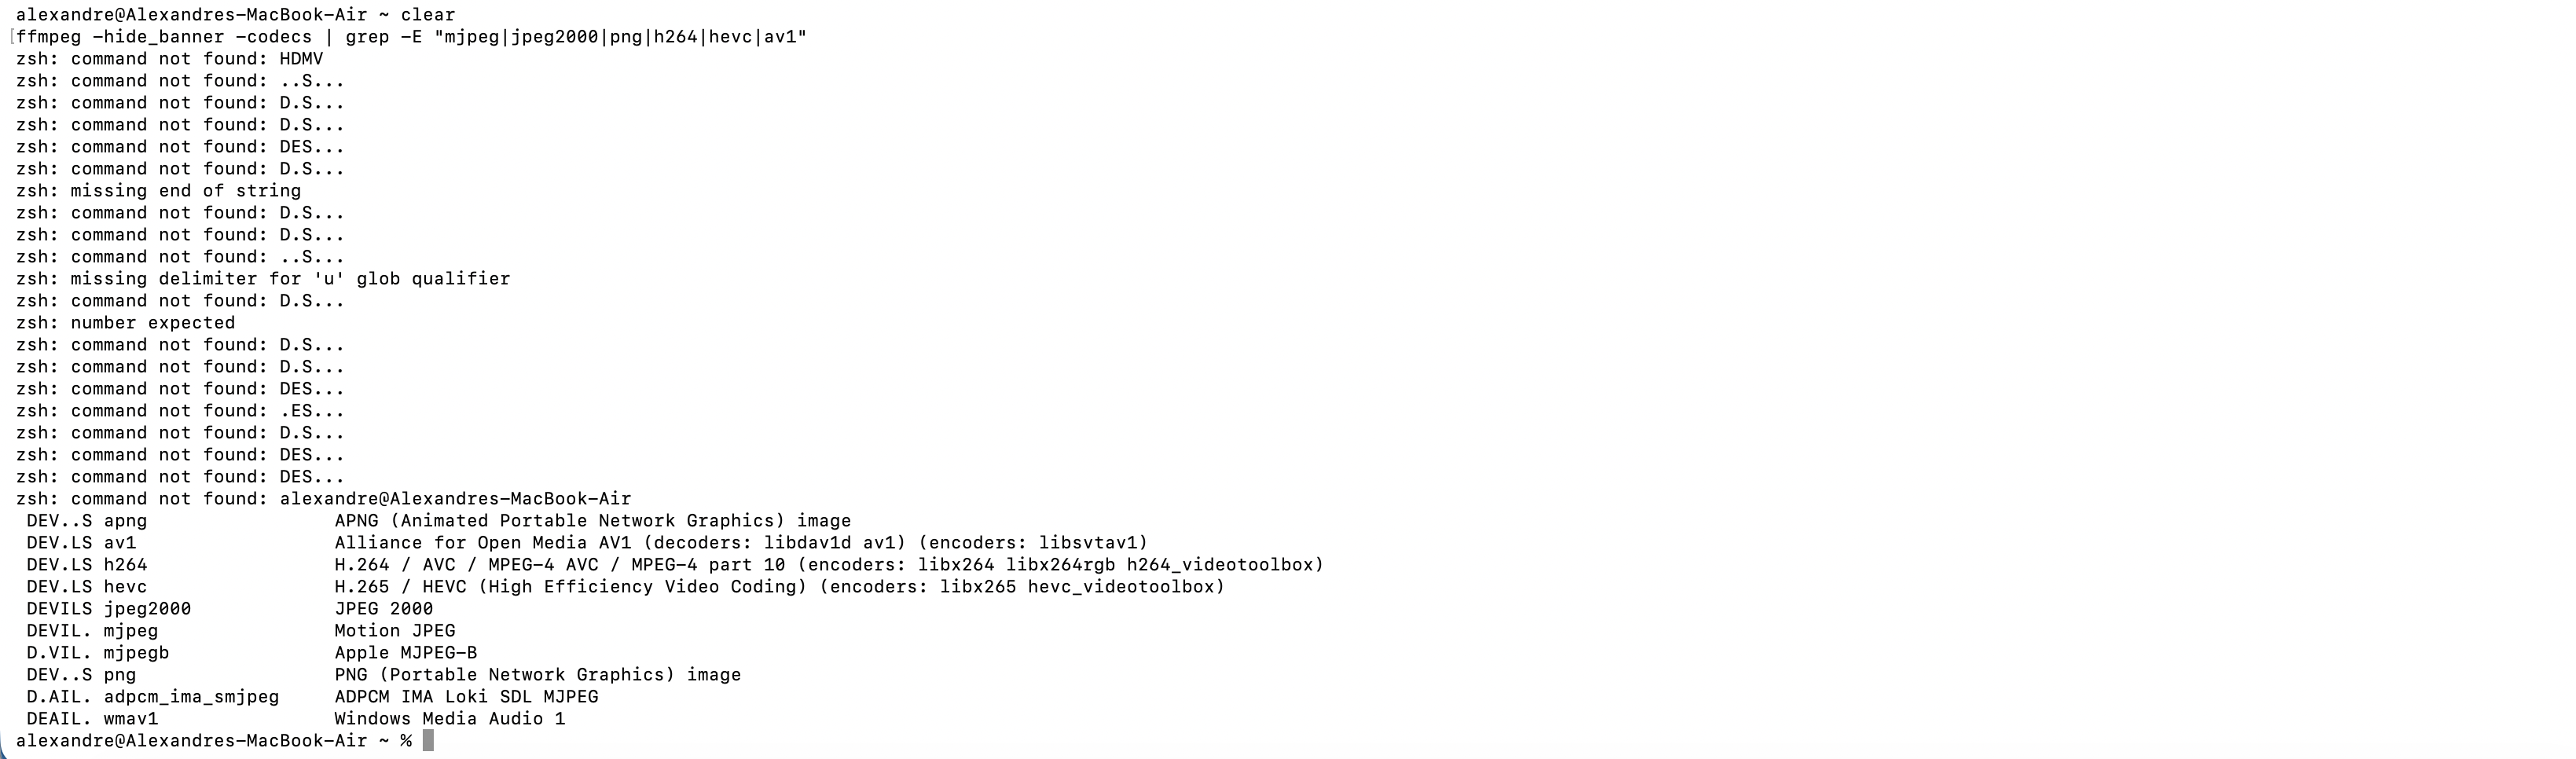 alexandre@Alexandres-MacBook-Air ~ clear
ffmpeg -hide_banner -codecs | grep -E "mjpeg|jpeg2000|png|h264|hevc|av1"
zsh: command not found: HDMV
zsh: command not found: ..S...
zsh: command not found: D.S...
zsh: command not found: D.S...
zsh: command not found: DES...
zsh: command not found: D.S...
zsh: missing end of string
zsh: command not found: D.S...
zsh: command not found: D.S...
zsh: command not found: ..S...
zsh: missing delimiter for 'u' glob qualifier
zsh: command not found: D.S...
zsh: number expected
zsh: command not found: D.S...
zsh: command not found: D.S...
zsh: command not found: DES...
zsh: command not found: .ES...
zsh: command not found: D.S...
zsh: command not found: DES...
zsh: command not found: DES...
zsh: command not found: alexandre@Alexandres-MacBook-Air
 DEV..S apng                 APNG (Animated Portable Network Graphics) image
 DEV.LS av1                  Alliance for Open Media AV1 (decoders: libdav1d av1) (encoders: libsvtav1)
 DEV.LS h264                 H.264 / AVC / MPEG-4 AVC / MPEG-4 part 10 (encoders: libx264 libx264rgb h264_videotoolbox)
 DEV.LS hevc                 H.265 / HEVC (High Efficiency Video Coding) (encoders: libx265 hevc_videotoolbox)
 DEVILS jpeg2000             JPEG 2000
 DEVIL. mjpeg                Motion JPEG
 D.VIL. mjpegb               Apple MJPEG-B
 DEV..S png                  PNG (Portable Network Graphics) image
 D.AIL. adpcm_ima_smjpeg     ADPCM IMA Loki SDL MJPEG
 DEAIL. wmav1                Windows Media Audio 1
alexandre@Alexandres-MacBook-Air ~ %